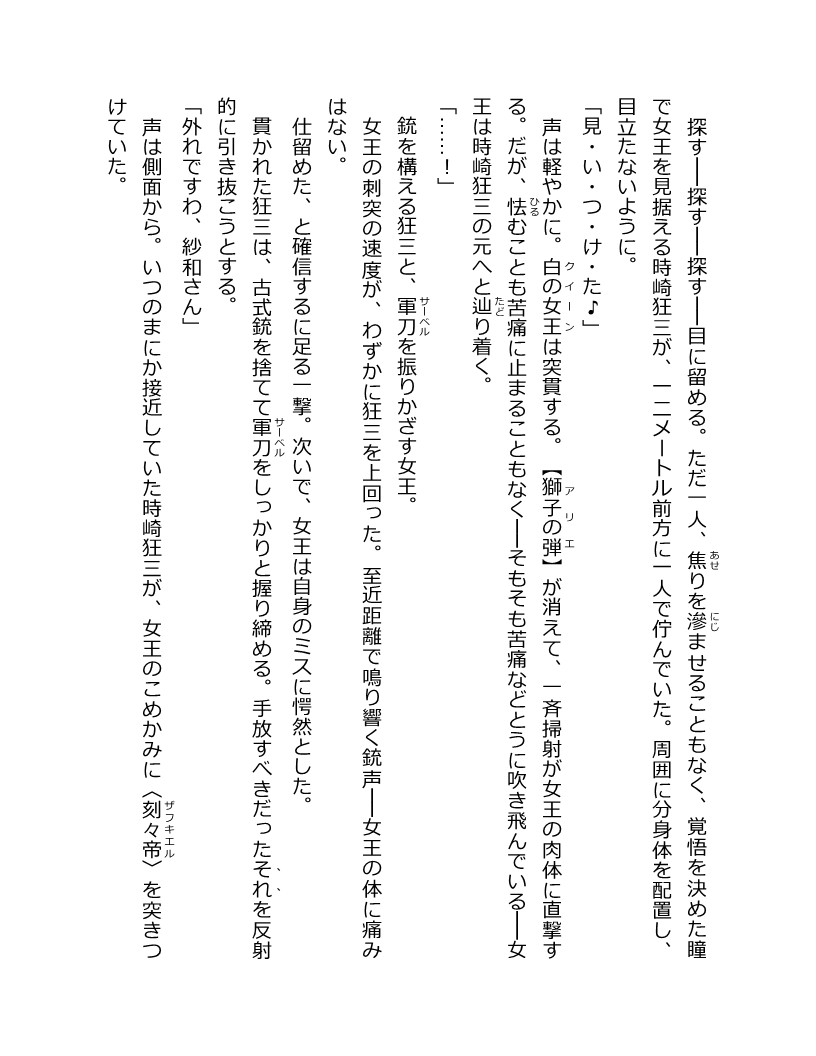 探す──探す──探す──目に留める。ただ一人、焦りを滲ませることもなく、覚悟を決めた瞳
で女王を見据える時崎狂三が、一二メートル前方に一人で佇んでいた。周囲に分身体を配置し、
目立たないように。
「見・い・つ・け・た♪」
声は軽やかに。白の女王は突貫する。【獅子の弾】が消えて、一斉掃射が女王の肉体に直撃す
る。だが、怯むことも苦痛に止まることもなく──そもそも苦痛などとうに吹き飛んでいる──女
王は時崎狂三の元へと辿り着く。
「……！」
銃を構える狂三と、軍刀を振りかざす女王。
女王の刺突の速度が、わずかに狂三を上回った。至近距離で鳴り響く銃声──女王の体に痛み
はない。
仕留めた、と確信するに足る一撃。次いで、女王は自身のミスに愕然とした。
貫かれた狂三は、古式銃を捨てて軍刀をしっかりと握り締める。手放すべきだったそれを反射
的に引き抜こうとする。
「外れですわ、紗和さん」
声は側面から。いつのまにか接近していた時崎狂三が、女王のこめかみに〈刻々帝〉を突きつ
けていた。